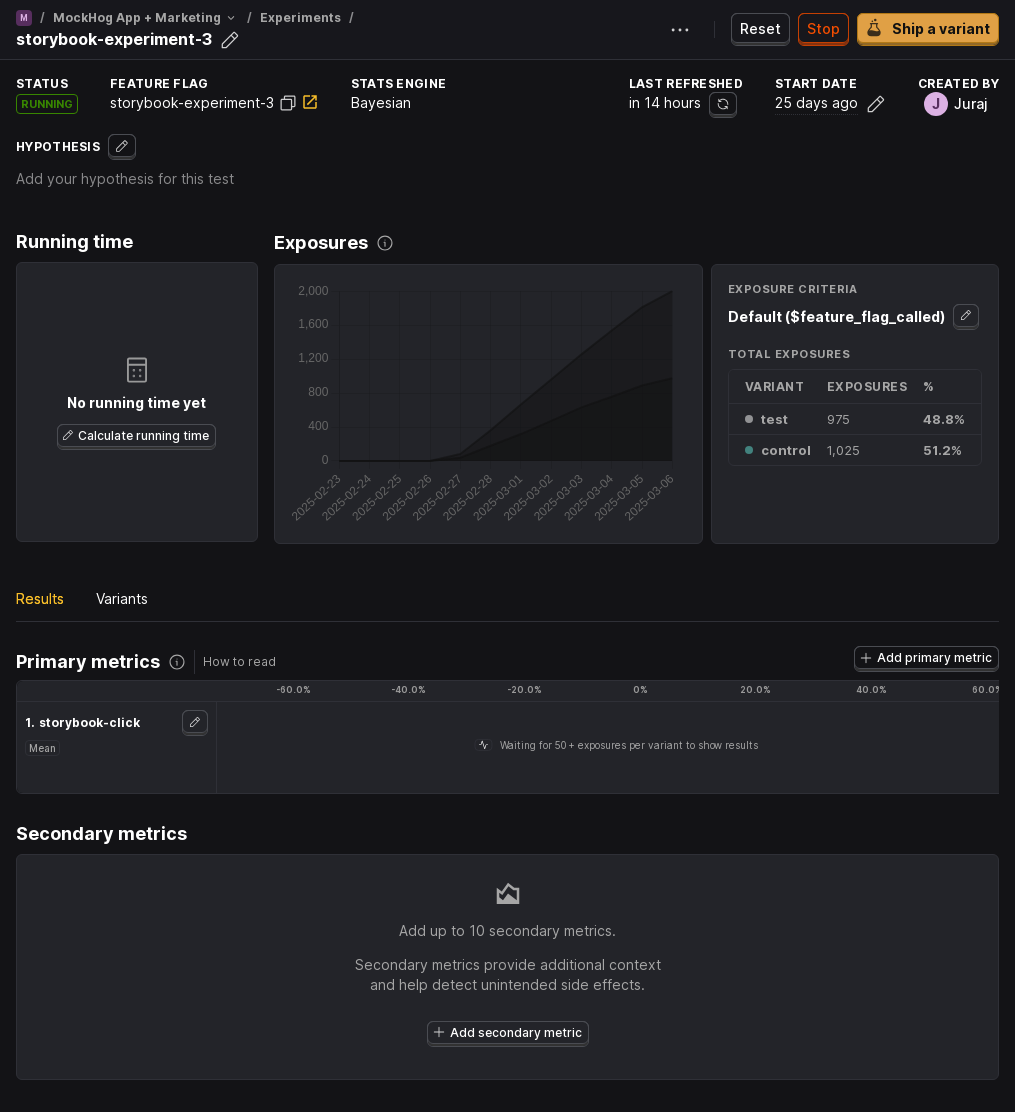 M / MockHog App + Marketing / Experiments /
storybook-experiment-3
Reset
Stop
Ship a variant
STATUS
RUNNING
FEATURE FLAG
storybook-experiment-3
STATS ENGINE
Bayesian
LAST REFRESHED
in 14 hours
START DATE
25 days ago
CREATED BY
J Juraj
HYPOTHESIS
Add your hypothesis for this test
Running time
No running time yet
Calculate running time
Exposures
2,000
1,600
1,200
800
400
0
2025-02-23
2025-02-24
2025-02-25
2025-02-26
2025-02-27
2025-02-28
2025-03-01
2025-03-02
2025-03-03
2025-03-04
2025-03-05
2025-03-06
EXPOSURE CRITERIA
Default ($feature_flag_called)
TOTAL EXPOSURES
VARIANT EXPOSURES %
test 975 48.8%
control 1,025 51.2%
Results
Variants
Primary metrics
How to read
Add primary metric
-60.0% -40.0% -20.0% 0% 20.0% 40.0% 60.0%
1. storybook-click
Mean
Waiting for 50+ exposures per variant to show results
Secondary metrics
Add up to 10 secondary metrics.
Secondary metrics provide additional context
and help detect unintended side effects.
Add secondary metric